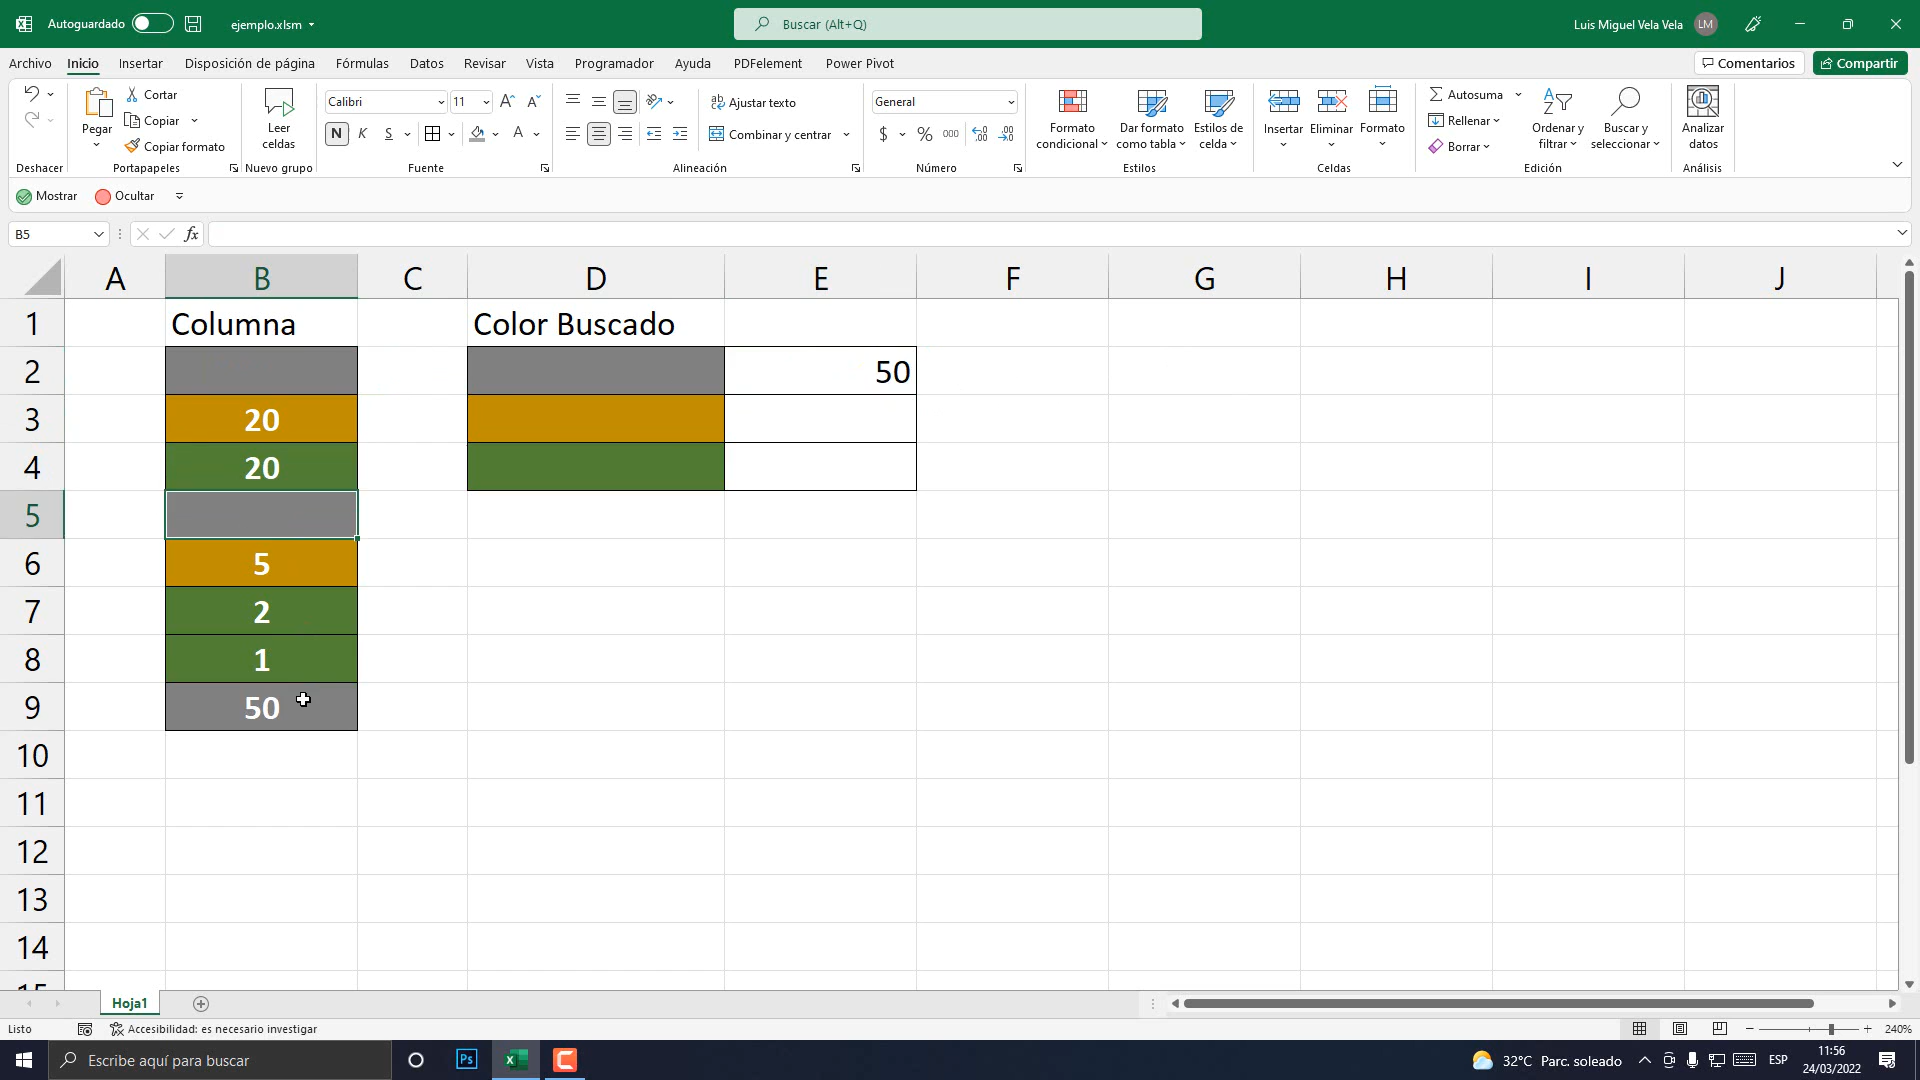 Autoguardado
ejemplo.xlsm
Buscar (Alt+Q)
Luis Miguel Vela Vela
LM
Archivo
Inicio
Insertar
Disposición de página
Fórmulas
Datos
Revisar
Vista
Programador
Ayuda
PDFelement
Power Pivot
Comentarios
Compartir
Pegar
Cortar
Copiar
Copiar formato
Leer celdas
Calibri
11
N K S
Ajustar texto
Combinar y centrar
General
$ % 000
Formato condicional
Dar formato como tabla
Estilos de celda
Insertar
Eliminar
Formato
Autosuma
Rellenar
Borrar
Ordenar y filtrar
Buscar y seleccionar
Analizar datos
Deshacer
Portapapeles
Nuevo grupo
Fuente
Alineación
Número
Estilos
Celdas
Edición
Análisis
Mostrar
Ocultar
B5
fx
A B C D E F G H I J
1 Columna Color Buscado
2 50
3 20
4 20
5
6 5
7 2
8 1
9 50
10
11
12
13
14
15
Hoja1
Listo
Accesibilidad: es necesario investigar
240%
Escribe aquí para buscar
Ps
32°C Parc. soleado
ESP
11:56
24/03/2022